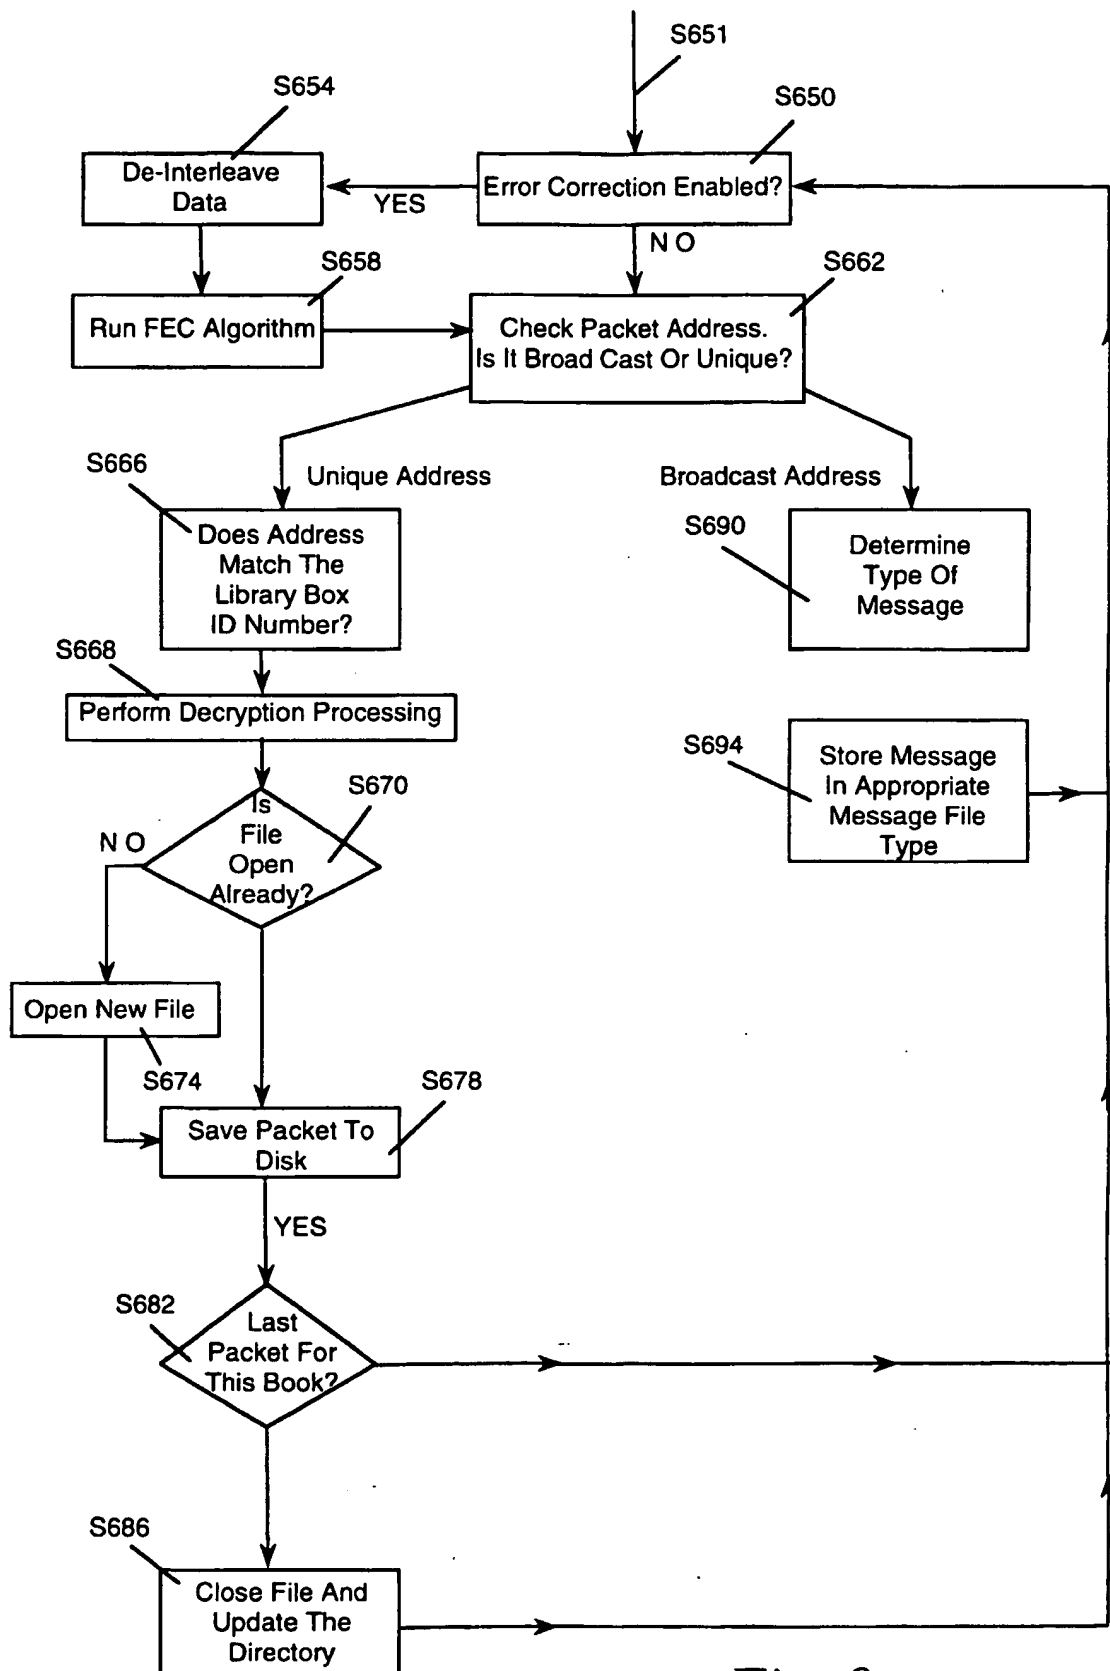 S651
S654
S650
De-Interleave
Data
YES
Error Correction Enabled?
N O
S658
S662
Run FEC Algorithm
Check Packet Address.
Is It Broad Cast Or Unique?
S666
Unique Address
Broadcast Address
S690
Does Address
Match The
Library Box
ID Number?
Determine
Type Of
Message
S668
Perform Decryption Processing
S694
Store Message
In Appropriate
Message File
Type
S670
Is
File
Open
Already?
N O
Open New File
S674
S678
Save Packet To
Disk
YES
S682
Last
Packet For
This Book?
S686
Close File And
Update The
Directory